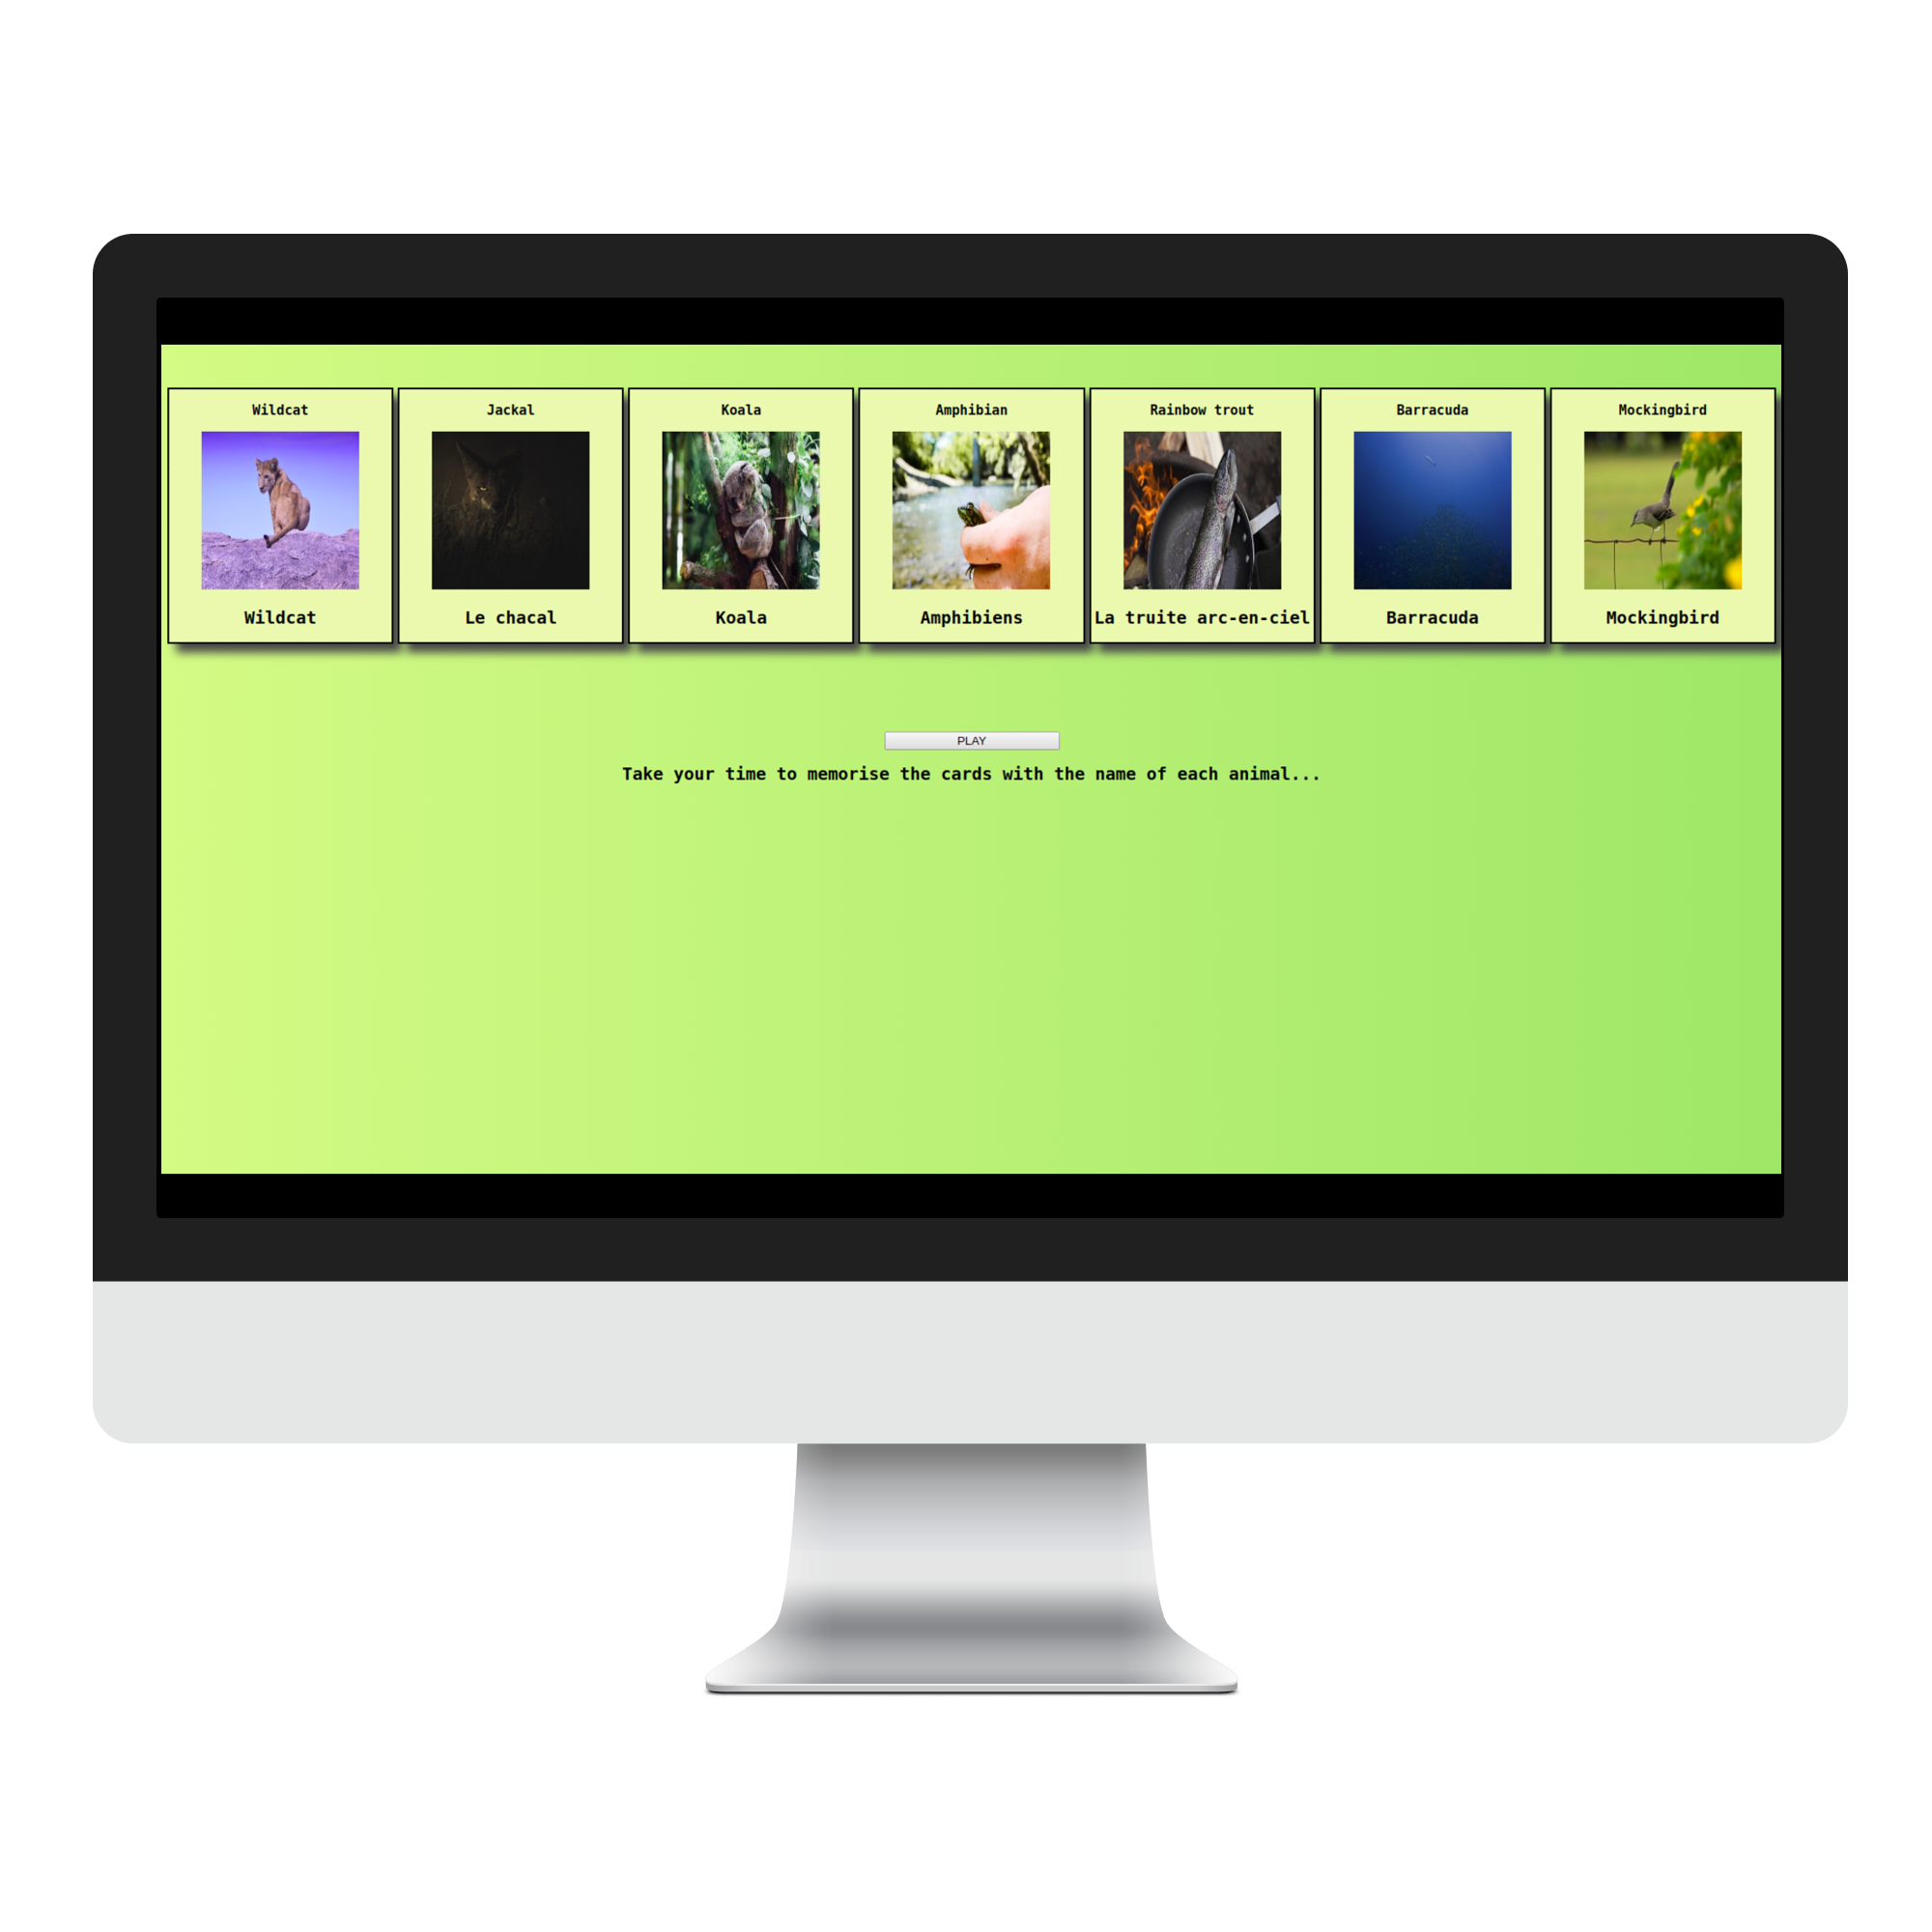 Wildcat
Jackal
Koala
Amphibian
Rainbow trout
Barracuda
Mockingbird
Wildcat
Le chacal
Koala
Amphibiens
La truite arc-en-ciel
Barracuda
Mockingbird
PLAY
Take your time to memorise the cards with the name of each animal...